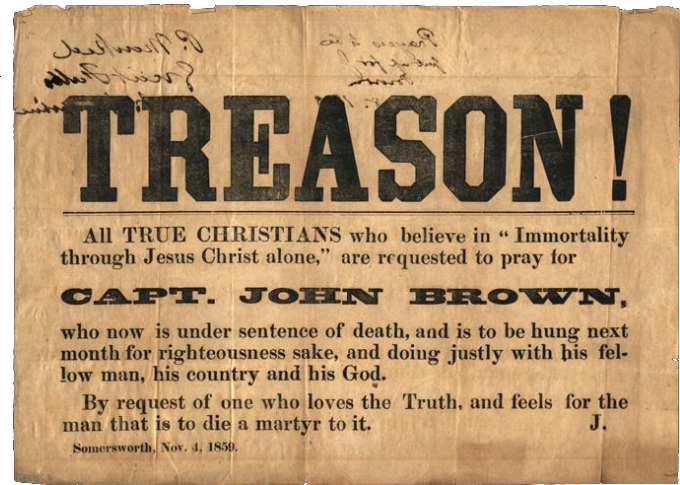 TREASON!
All TRUE CHRISTIANS who believe in “ Immortality
through Jesus Christ alone,” are requested to pray for
CAPT. JOHN BROWN,
who now is under sentence of death, and is to be hung next
month for righteousness sake, and doing justly with his fel-
low man, his country and his God.
By request of one who loves the Truth, and feels for the
man that is to die a martyr to it. J.
Somersworth, Nov. 4, 1859.